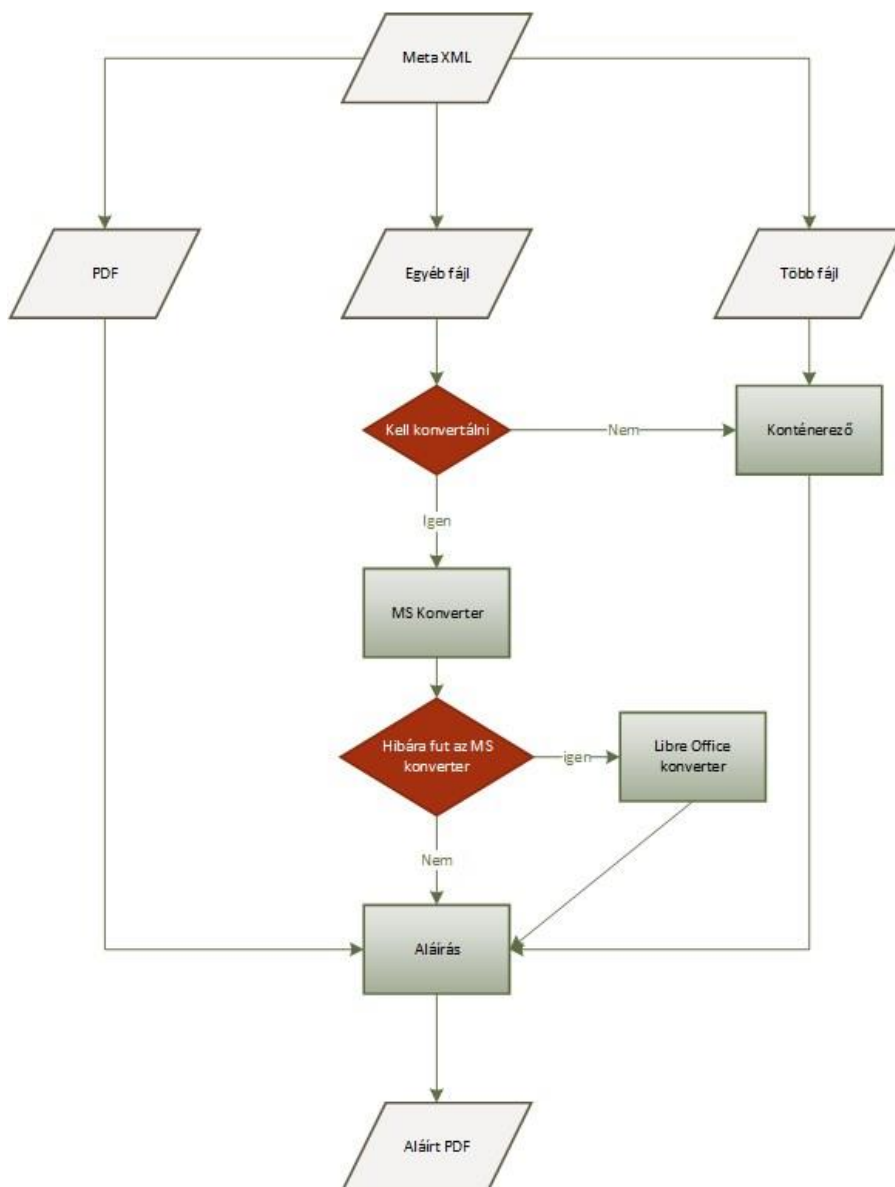 Meta XML
PDF
Egyéb fájl
Több fájl
Kell konvertálni
Nem
Konténerező
Igen
MS Konverter
Hibára fut az MS
konverter
igen
Libre Office
konverter
Nem
Aláírás
Aláírt PDF